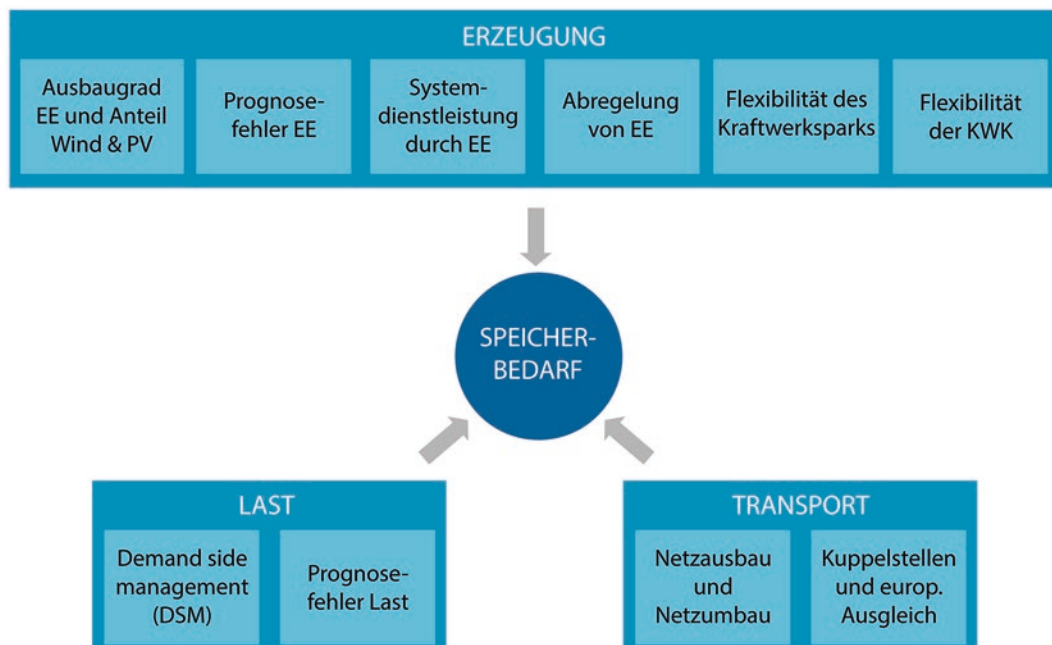 ERZEUGUNG
Ausbaugrad
EE und Anteil
Wind & PV
Prognose-
fehler EE
System-
dienstleistung
durch EE
Abregelung
von EE
Flexibilität des
Kraftwerksparks
Flexibilität
der KWK
SPEICHER-
BEDARF
LAST
Demand side
management
(DSM)
Prognose-
fehler Last
TRANSPORT
Netzausbau
und
Netzumbau
Kuppelstellen
und europ.
Ausgleich